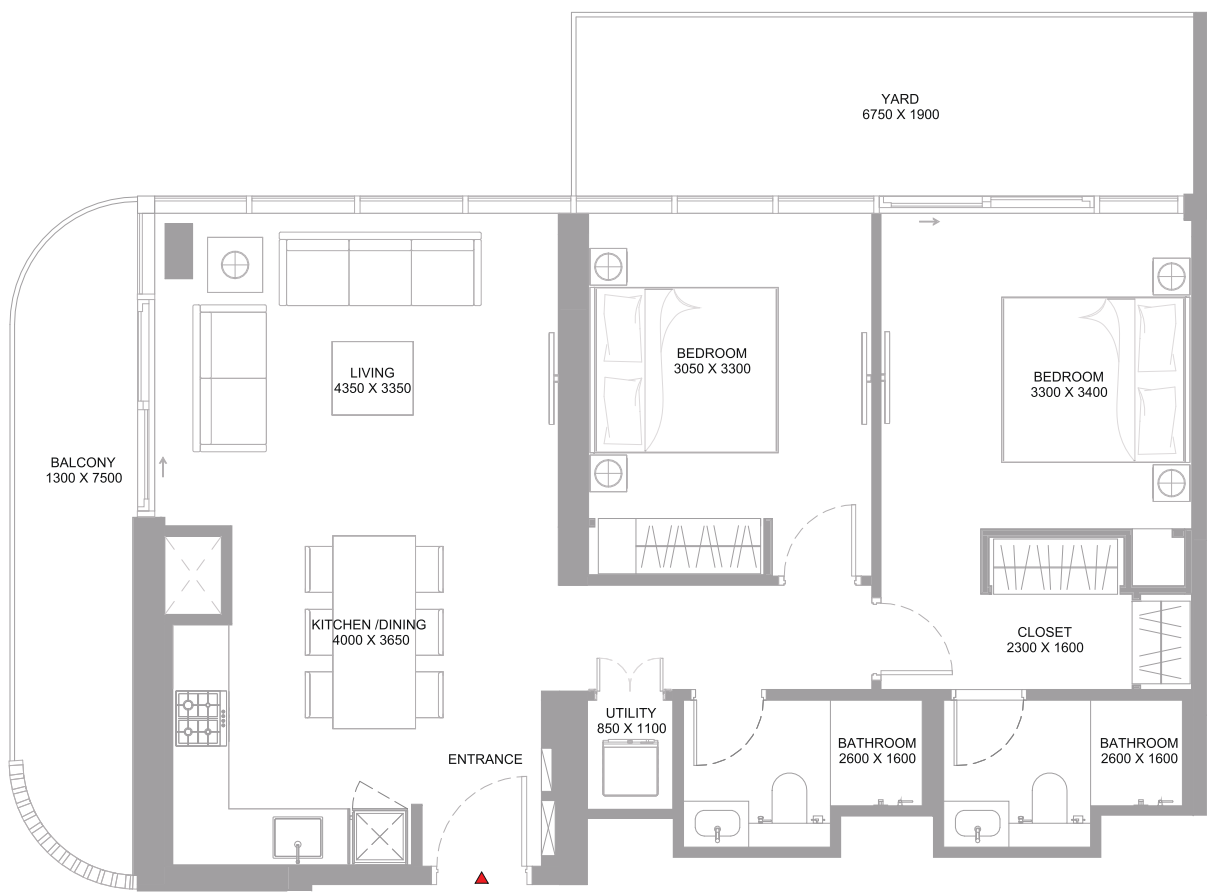 YARD
6750 X 1900
BEDROOM
3050 X 3300
LIVING
4350 X 3350
BEDROOM
3300 X 3400
BALCONY
1300 X 7500
KITCHEN /DINING
4000 X 3650
CLOSET
2300 X 1600
UTILITY
850 X 1100
BATHROOM
2600 X 1600
BATHROOM
2600 X 1600
ENTRANCE